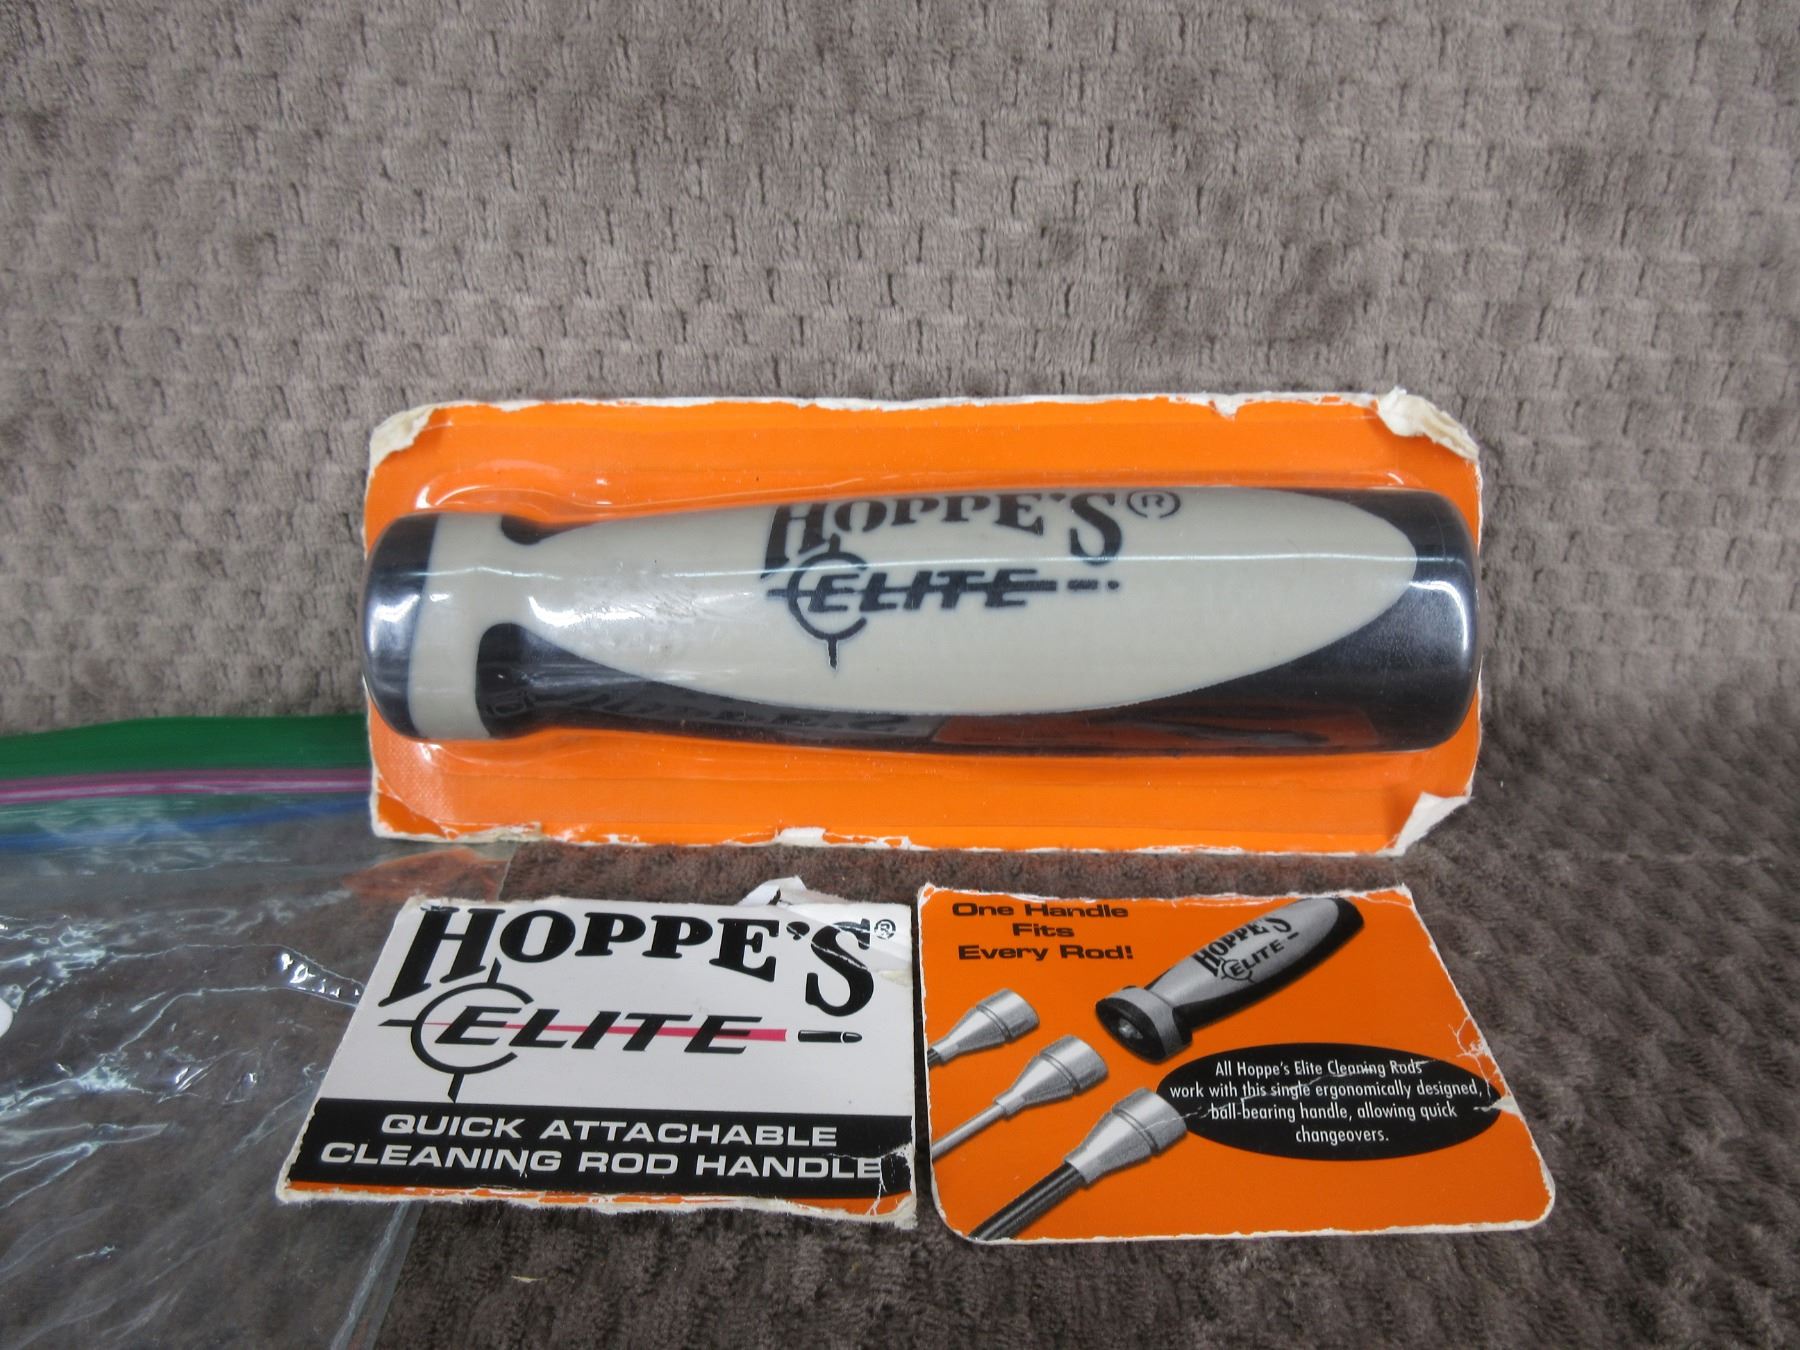 HOPPE'S®
ELITE
HOPPE'S®
ELITE
QUICK ATTACHABLE
CLEANING ROD HANDLE
One Handle
Fits
Every Rod!
HOPPE'S
ELITE
All Hoppe's Elite Cleaning Rods
work with this single ergonomically designed,
ball-bearing handle, allowing quick
changeovers.